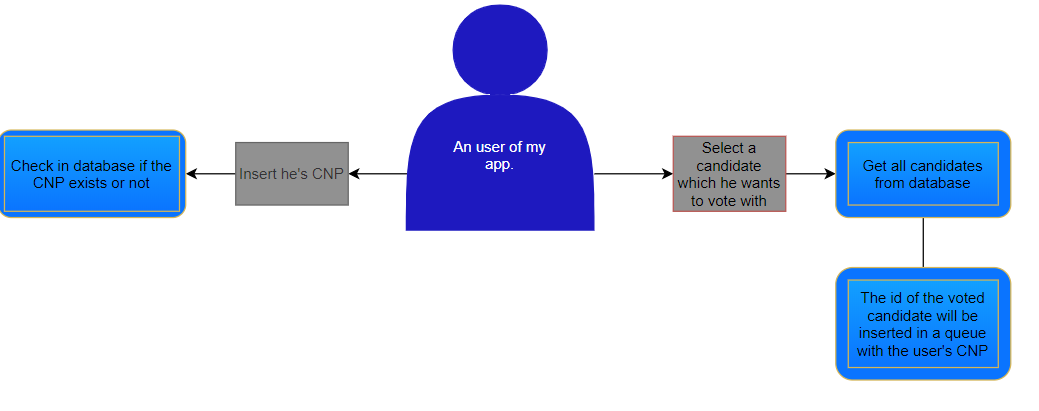 Check in database if the
CNP exists or not
Insert he's CNP
An user of my
app.
Select a
candidate
which he wants
to vote with
Get all candidates
from database
The id of the voted
candidate will be
inserted in a queue
with the user's CNP